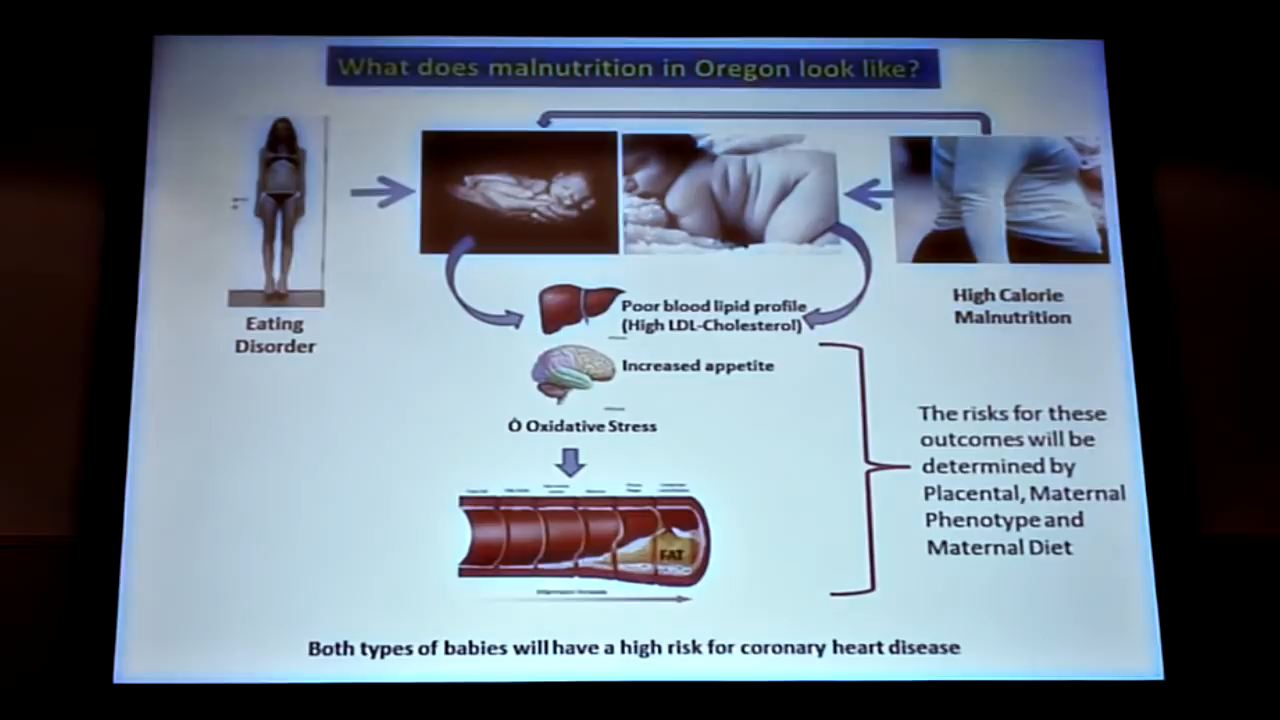 What does malnutrition in Oregon look like?
Eating
Disorder
High Calorie
Malnutrition
Poor blood lipid profile
(High LDL-Cholesterol)
Increased appetite
Ò Oxidative Stress
FAT
The risks for these
outcomes will be
determined by
Placental, Maternal
Phenotype and
Maternal Diet
Both types of babies will have a high risk for coronary heart disease